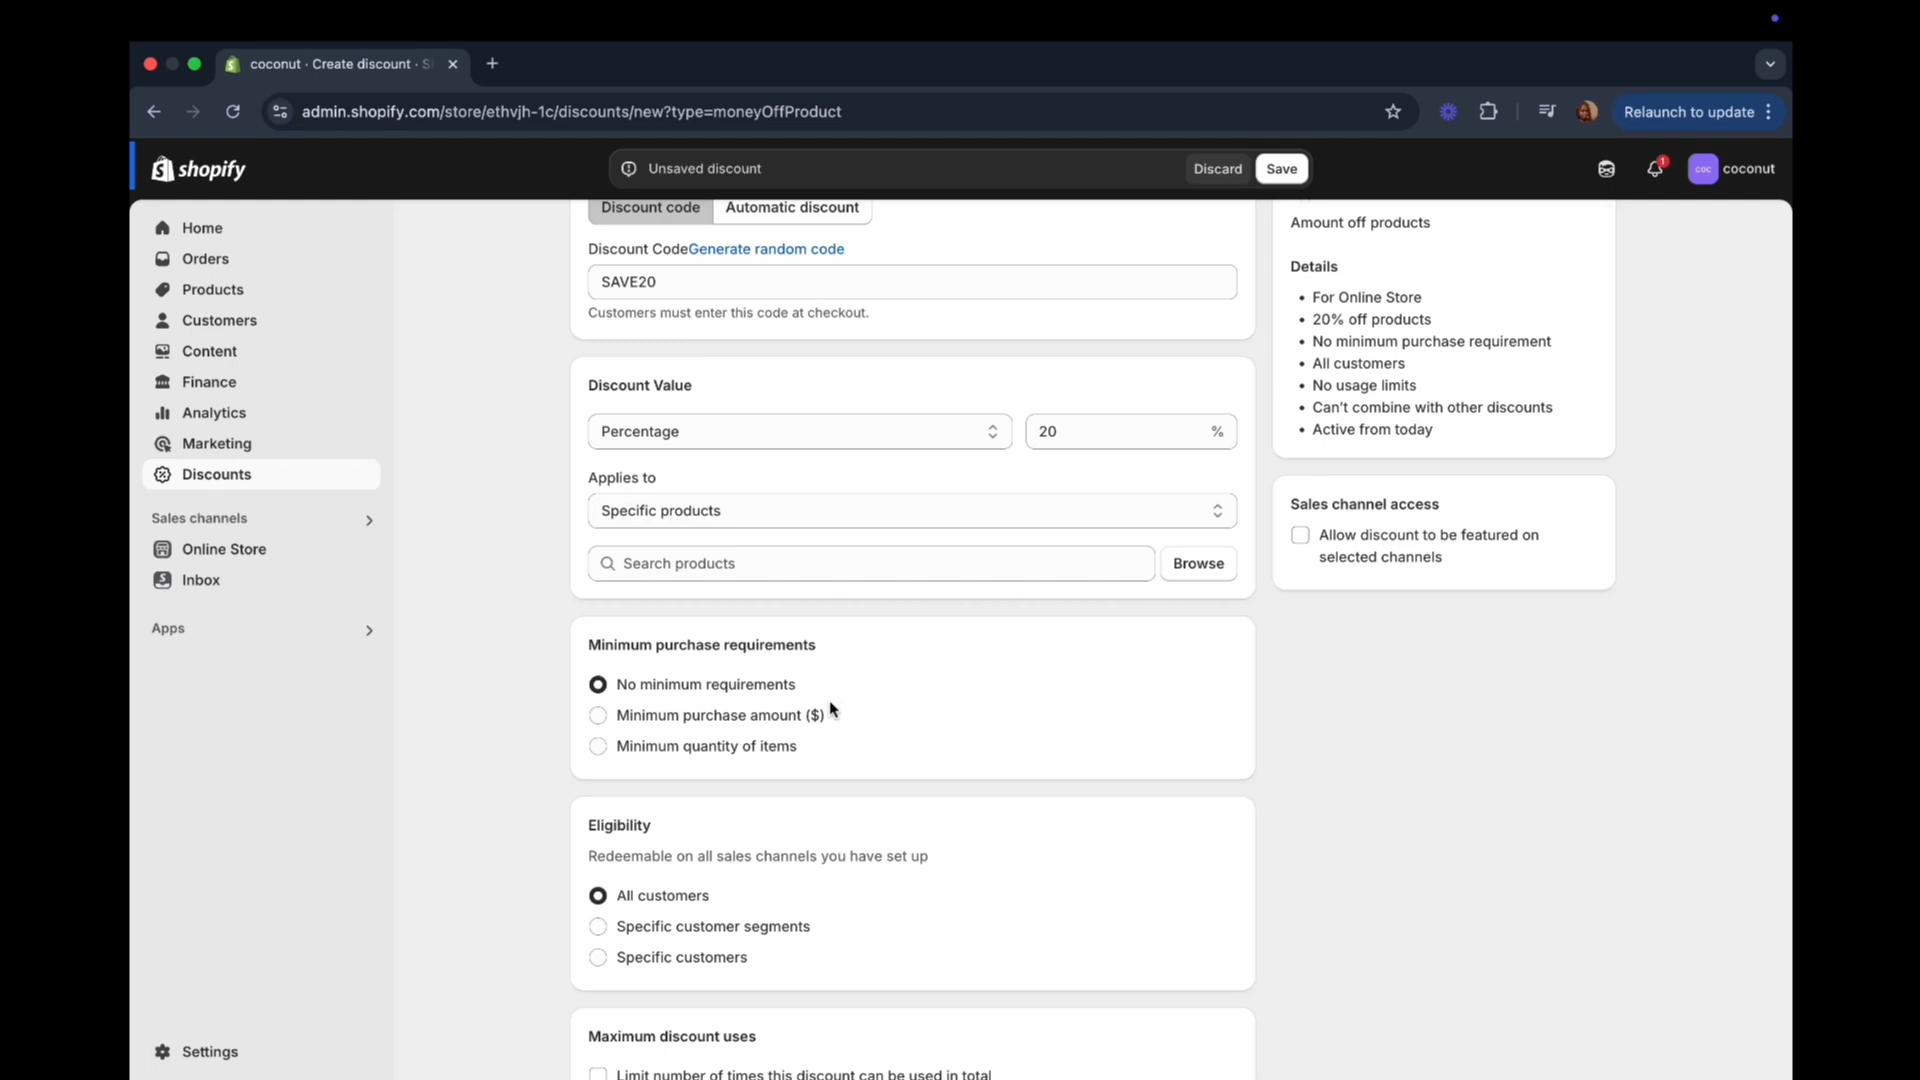 coconut · Create discount · S
admin.shopify.com/store/ethvjh-1c/discounts/new?type=moneyOffProduct
Relaunch to update
shopify
Unsaved discount
Discard
Save
1
coc
coconut
Home
Orders
Products
Customers
Content
Finance
Analytics
Marketing
Discounts
Sales channels
Online Store
Inbox
Apps
Settings
Discount code
Automatic discount
Discount CodeGenerate random code
SAVE20
Customers must enter this code at checkout.
Discount Value
Percentage
20 %
Applies to
Specific products
Search products
Browse
Minimum purchase requirements
No minimum requirements
Minimum purchase amount ($)
Minimum quantity of items
Eligibility
Redeemable on all sales channels you have set up
All customers
Specific customer segments
Specific customers
Maximum discount uses
Limit number of times this discount can be used in total
Amount off products
Details
• For Online Store
• 20% off products
• No minimum purchase requirement
• All customers
• No usage limits
• Can't combine with other discounts
• Active from today
Sales channel access
Allow discount to be featured on
selected channels